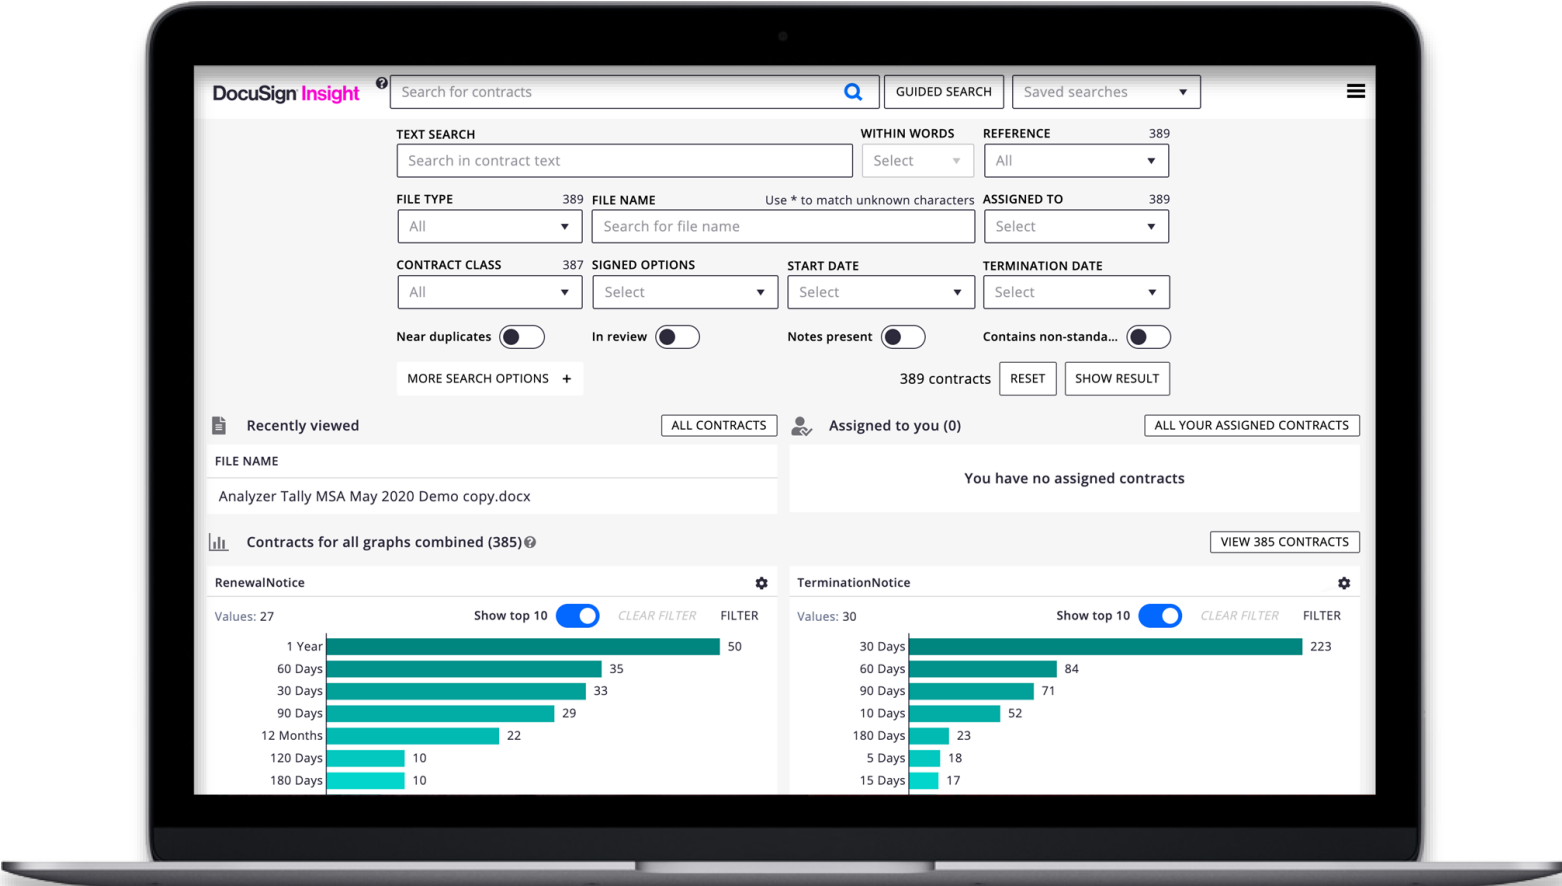 DocuSign Insight
?
Search for contracts
GUIDED SEARCH
Saved searches
TEXT SEARCH
WITHIN WORDS
REFERENCE 389
Search in contract text
Select
All
FILE TYPE 389
FILE NAME Use * to match unknown characters
ASSIGNED TO 389
All
Search for file name
Select
CONTRACT CLASS 387
SIGNED OPTIONS
START DATE
TERMINATION DATE
All
Select
Select
Select
Near duplicates
In review
Notes present
Contains non-standa...
MORE SEARCH OPTIONS +
389 contracts
RESET
SHOW RESULT
Recently viewed
ALL CONTRACTS
Assigned to you (0)
ALL YOUR ASSIGNED CONTRACTS
FILE NAME
Analyzer Tally MSA May 2020 Demo copy.docx
You have no assigned contracts
Contracts for all graphs combined (385) ?
VIEW 385 CONTRACTS
RenewalNotice
Values: 27
Show top 10
CLEAR FILTER
FILTER
1 Year 50
60 Days 35
30 Days 33
90 Days 29
12 Months 22
120 Days 10
180 Days 10
TerminationNotice
Values: 30
Show top 10
CLEAR FILTER
FILTER
30 Days 223
60 Days 84
90 Days 71
10 Days 52
180 Days 23
5 Days 18
15 Days 17